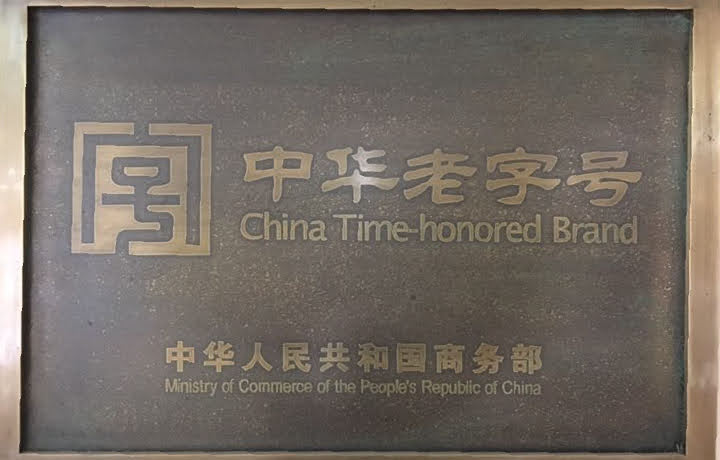 中华老字号
China Time-honored Brand
中华人民共和国商务部
Ministry of Commerce of the People's Republic of China